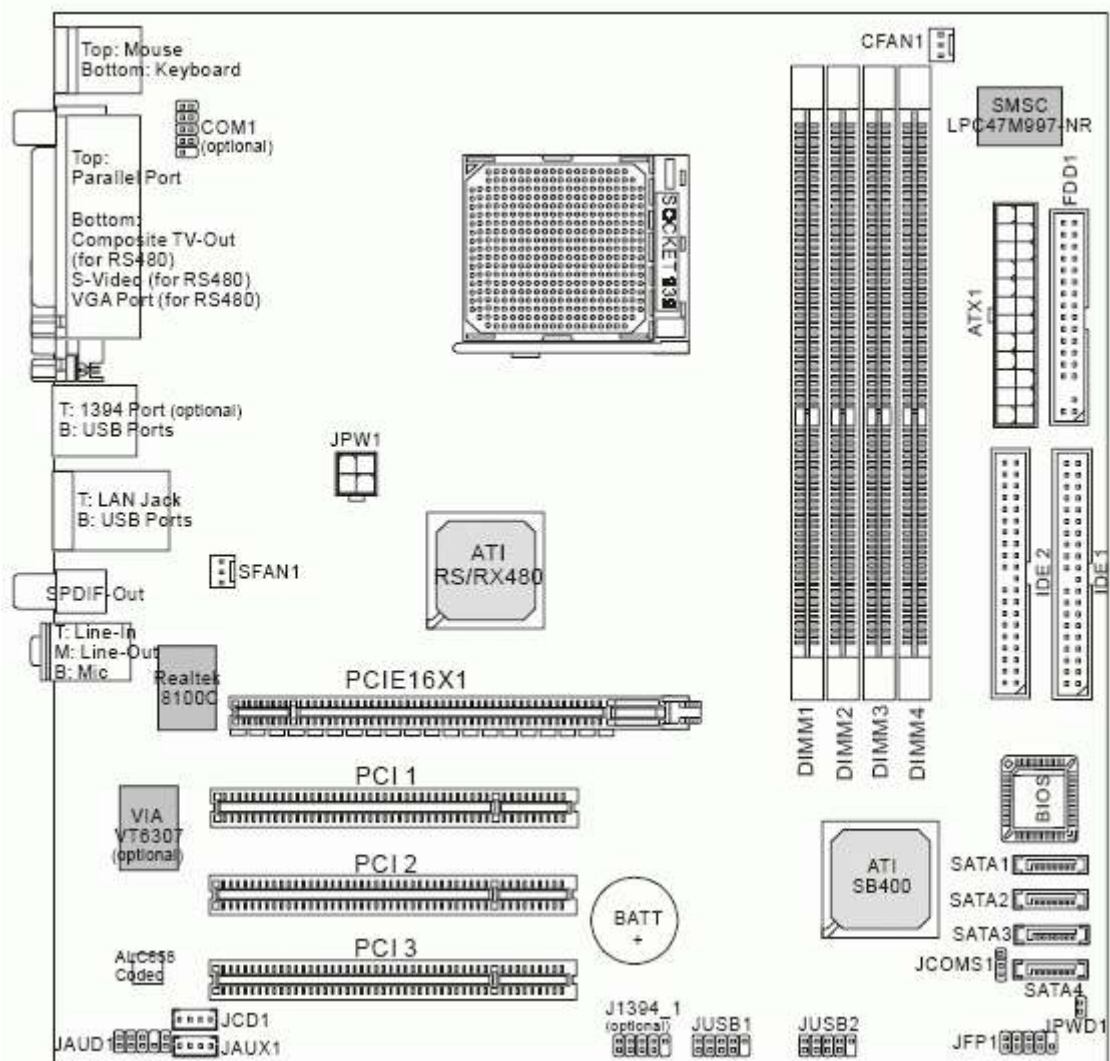 Top: Mouse
Bottom: Keyboard
CFAN1
SMSC
LPC47M997-NR
COM1
(optional)
Top:
Parallel Port
Bottom:
Composite TV-Out
(for RS480)
S-Video (for RS480)
VGA Port (for RS480)
SOCKET 939
FDD1
ATX1
T: 1394 Port (optional)
B: USB Ports
JPW1
T: LAN Jack
B: USB Ports
SFAN1
ATI
RS/RX480
IDE 2
IDE 1
SPDIF-Out
T: Line-In
M: Line-Out
B: Mic
Realtek
8100C
PCIE16X1
DIMM1
DIMM2
DIMM3
DIMM4
PCI 1
VIA
VT6307
(optional)
BIOS
PCI 2
ATI
SB400
SATA1
SATA2
SATA3
BATT
+
PCI 3
ALC658
Codec
JCOMS1
SATA4
JCD1
J1394_1
(optional)
JUSB1
JUSB2
JPWD1
JAUD1
JAUX1
JFP1